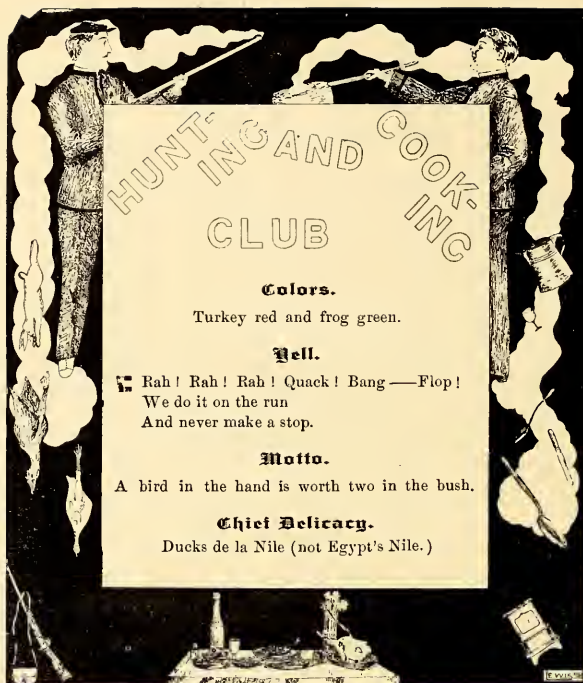 HUNT-
ING AND
COOK-
ING
CLUB
Colors.
Turkey red and frog green.
Yell.
Rah! Rah! Rah! Quack! Bang——Flop!
We do it on the run
And never make a stop.
Motto.
A bird in the hand is worth two in the bush.
Chief Delicacy.
Ducks de la Nile (not Egypt's Nile.)